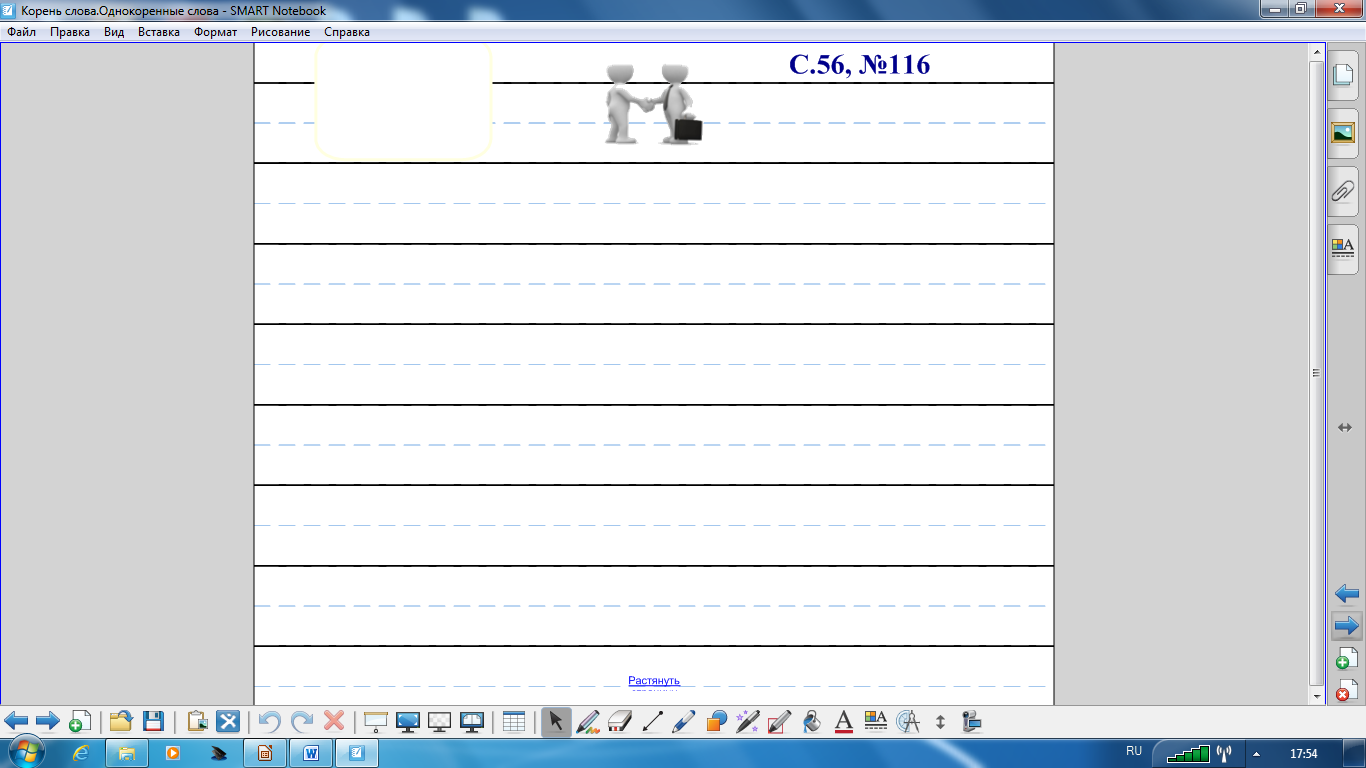 Корень слова.Однокоренные слова - SMART Notebook
Файл Правка Вид Вставка Формат Рисование Справка
С.56, №116
Растянуть
RU
17:54